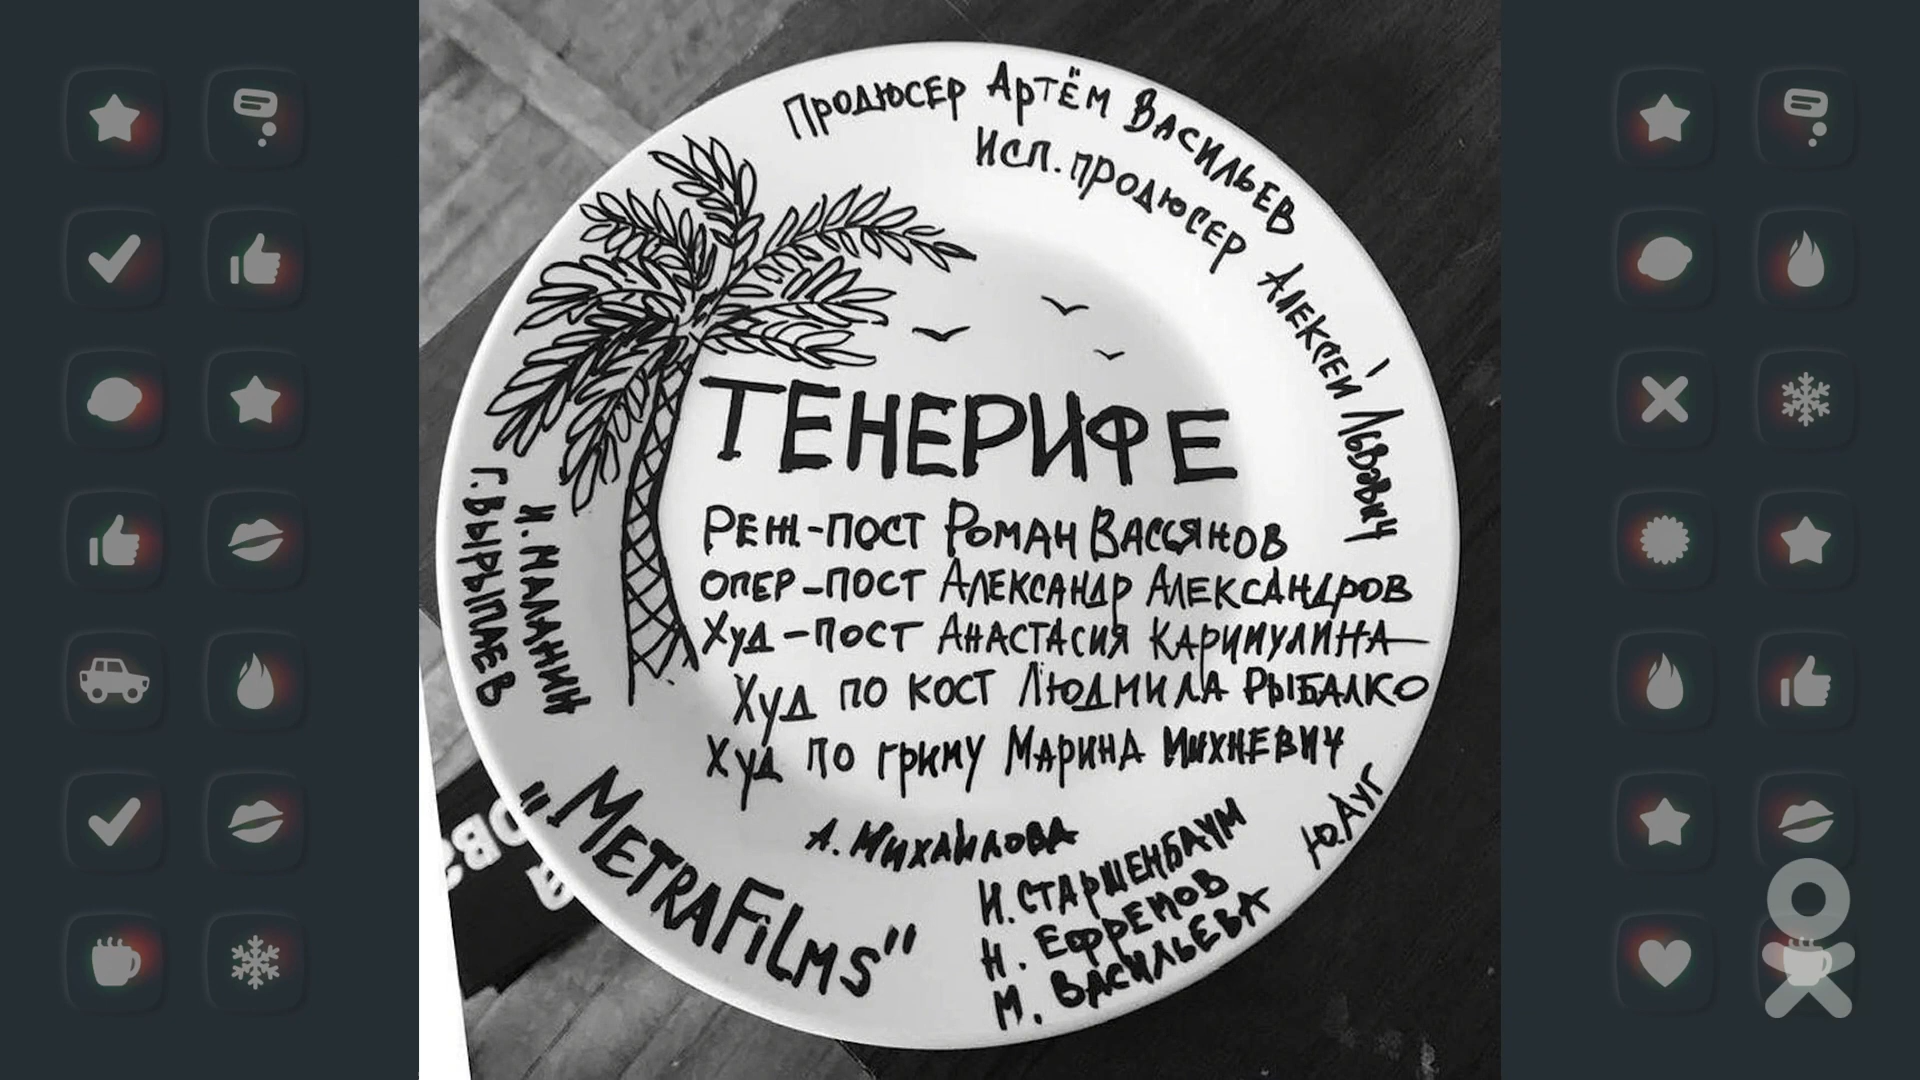 Продюсер Артём Васильев
Исп. продюсер Алексей Львович
ТЕНЕРИФЕ
Реж-пост Роман Вассянов
Опер-пост Александр Александров
Худ-пост Анастасия Каримулина
Худ по кост Людмила Рыбалко
Худ по гриму Марина Михневич
Г. Вырыпаев
И. Маланин
"MetraFilms"
А. Михайлова
И. Старшенбаум
Н. Ефремов
М. Васильева
Ю. Ауг